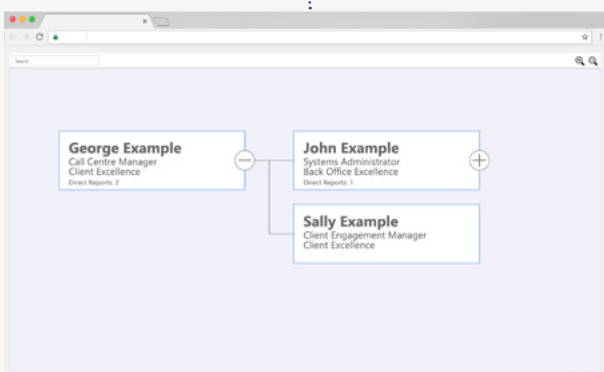 Search
George Example
Call Centre Manager
Client Excellence
Direct Reports: 2
John Example
Systems Administrator
Back Office Excellence
Direct Reports: 1
Sally Example
Client Engagement Manager
Client Excellence